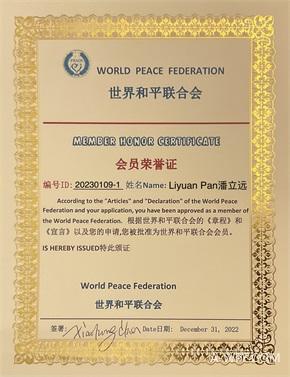 PEACE
WORLD PEACE FEDERATION
世界和平联合会
MEMBER HONOR CERTIFICATE
会员荣誉证
编号ID: 20230109-1 姓名Name: Liyuan Pan潘立远
According to the "Articles" and "Declaration" of the World Peace
Federation and your application, you have been approved as a member of
the World Peace Federation. 根据世界和平联合会的《章程》和
《宣言》以及您的申请,您被批准为世界和平联合会会员。
IS HEREBY ISSUED特此颁证
World Peace Federation
世界和平联合会
签署: Date日期: December 31, 2022